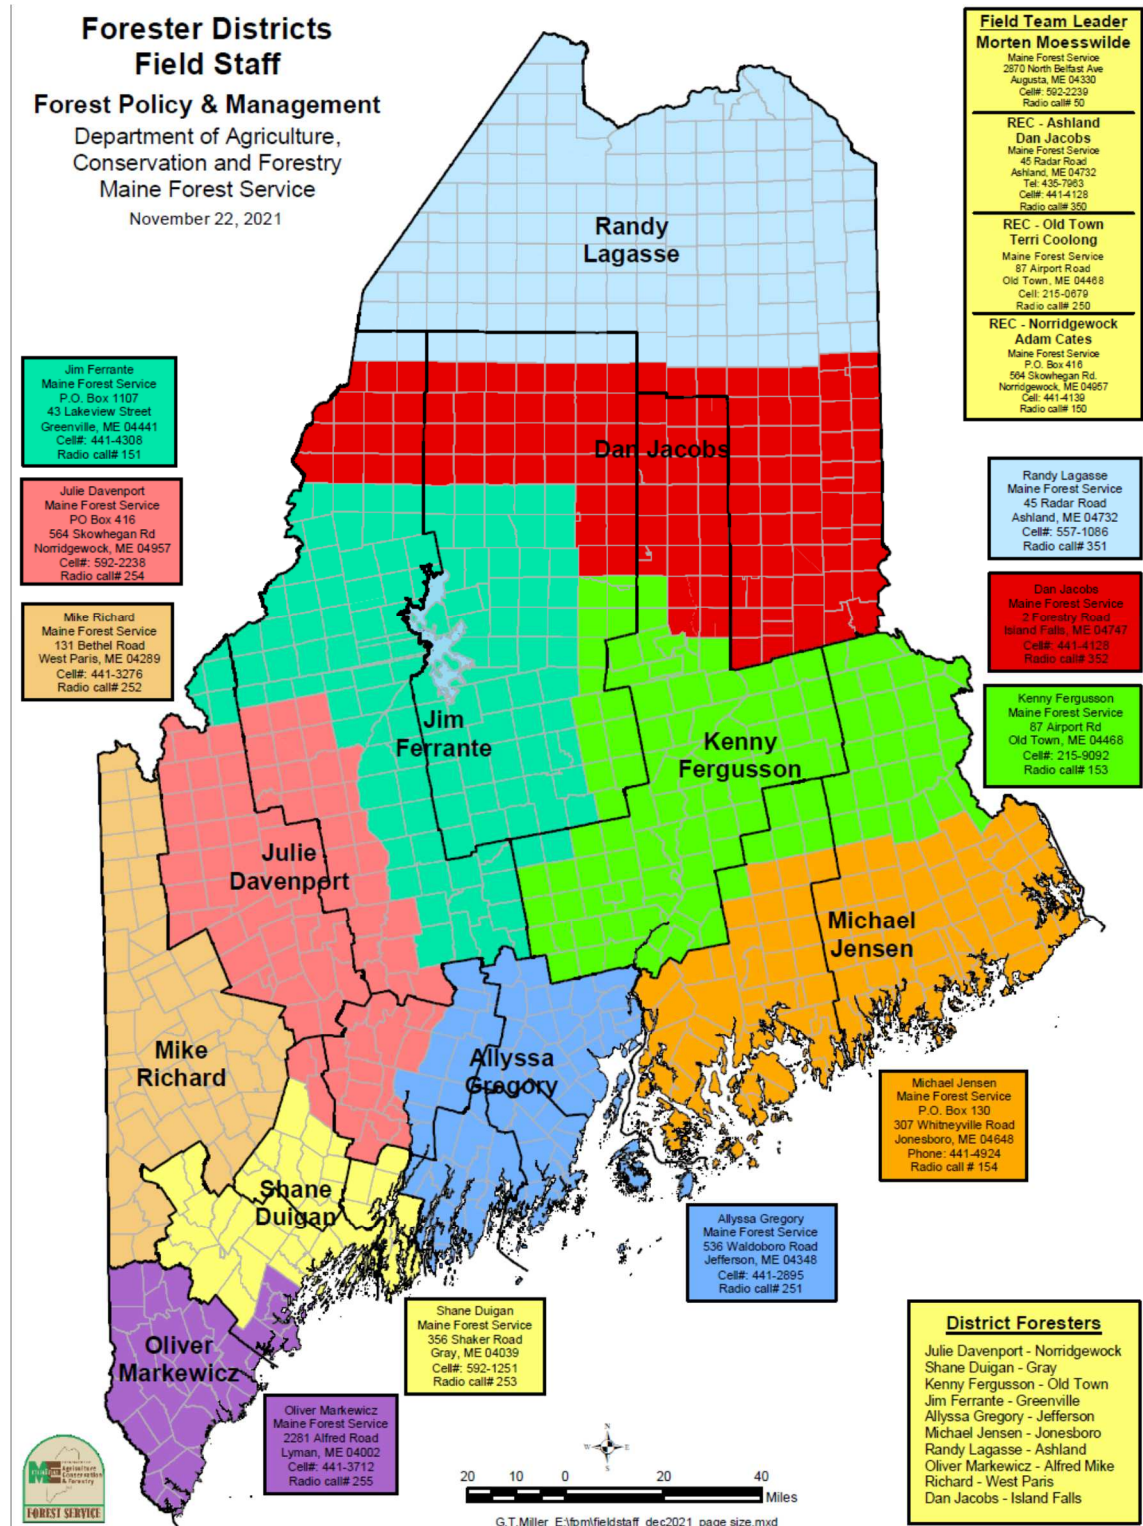 Forester Districts
Field Staff
Forest Policy & Management
Department of Agriculture,
Conservation and Forestry
Maine Forest Service
November 22, 2021
Field Team Leader
Morten Moesswilde
Maine Forest Service
2870 North Belfast Ave
Augusta, ME 04330
Cell#: 592-2239
Radio call# 50
REC - Ashland
Dan Jacobs
Maine Forest Service
45 Radar Road
Ashland, ME 04732
Tel: 435-7963
Cell#: 441-4128
Radio call# 350
REC - Old Town
Terri Coolong
Maine Forest Service
87 Airport Road
Old Town, ME 04468
Cell: 215-0679
Radio call# 250
REC - Norridgewock
Adam Cates
Maine Forest Service
P.O. Box 416
564 Skowhegan Rd.
Norridgewock, ME 04957
Cell: 441-4139
Radio call# 150
Randy
Lagasse
Jim Ferrante
Maine Forest Service
P.O. Box 1107
43 Lakeview Street
Greenville, ME 04441
Cell#: 441-4308
Radio call# 151
Dan Jacobs
Julie Davenport
Maine Forest Service
PO Box 416
564 Skowhegan Rd
Norridgewock, ME 04957
Cell#: 592-2238
Radio call# 254
Randy Lagasse
Maine Forest Service
45 Radar Road
Ashland, ME 04732
Cell#: 557-1086
Radio call# 351
Mike Richard
Maine Forest Service
131 Bethel Road
West Paris, ME 04289
Cell#: 441-3276
Radio call# 252
Dan Jacobs
Maine Forest Service
2 Forestry Road
Island Falls, ME 04747
Cell#: 441-4128
Radio call# 352
Jim
Ferrante
Kenny
Fergusson
Kenny Fergusson
Maine Forest Service
87 Airport Rd
Old Town, ME 04468
Cell#: 215-9092
Radio call# 153
Julie
Davenport
Michael
Jensen
Mike
Richard
Allyssa
Gregory
Michael Jensen
Maine Forest Service
P.O. Box 130
307 Whitneyville Road
Jonesboro, ME 04648
Phone: 441-4924
Radio call # 154
Shane
Duigan
Allyssa Gregory
Maine Forest Service
536 Waldoboro Road
Jefferson, ME 04348
Cell#: 441-2895
Radio call# 251
Shane Duigan
Maine Forest Service
356 Shaker Road
Gray, ME 04039
Cell#: 592-1251
Radio call# 253
Oliver
Markewicz
Oliver Markewicz
Maine Forest Service
2281 Alfred Road
Lyman, ME 04002
Cell#: 441-3712
Radio call# 255
District Foresters
Julie Davenport - Norridgewock
Shane Duigan - Gray
Kenny Fergusson - Old Town
Jim Ferrante - Greenville
Allyssa Gregory - Jefferson
Michael Jensen - Jonesboro
Randy Lagasse - Ashland
Oliver Markewicz - Alfred Mike
Richard - West Paris
Dan Jacobs - Island Falls
N
W E
S
20 10 0 20 40
Miles
Agriculture
Conservation
& Forestry
FOREST SERVICE
G.T.Miller E:\fpm\fieldstaff_dec2021_page size.mxd